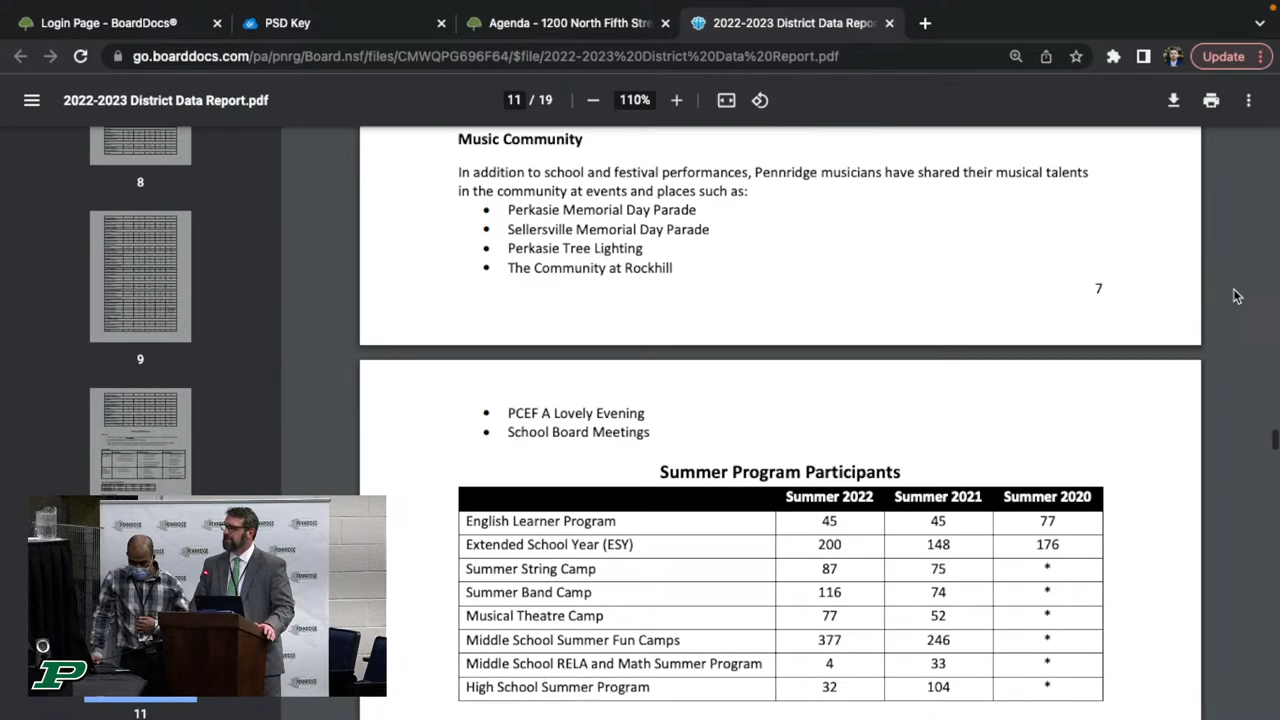 Login Page - BoardDocs® PSD Key Agenda - 1200 North Fifth Stre 2022-2023 District Data Repor
go.boarddocs.com/pa/pnrg/Board.nsf/files/CMWQPG696F64/$file/2022-2023%20District%20Data%20Report.pdf Update
2022-2023 District Data Report.pdf 11 / 19 110%
Music Community
In addition to school and festival performances, Pennridge musicians have shared their musical talents
in the community at events and places such as:
• Perkasie Memorial Day Parade
• Sellersville Memorial Day Parade
• Perkasie Tree Lighting
• The Community at Rockhill
7
8
9
11
• PCEF A Lovely Evening
• School Board Meetings
Summer Program Participants
Summer 2022 Summer 2021 Summer 2020
English Learner Program 45 45 77
Extended School Year (ESY) 200 148 176
Summer String Camp 87 75 *
Summer Band Camp 116 74 *
Musical Theatre Camp 77 52 *
Middle School Summer Fun Camps 377 246 *
Middle School RELA and Math Summer Program 4 33 *
High School Summer Program 32 104 *
PENNRIDGE
P